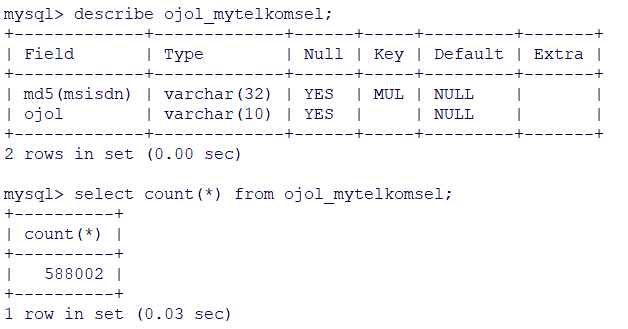 mysql> describe ojol_mytelkomsel;
+-------------+-------------+------+-----+---------+-------+
| Field       | Type        | Null | Key | Default | Extra |
+-------------+-------------+------+-----+---------+-------+
| md5(msisdn) | varchar(32) | YES  | MUL | NULL    |       |
| ojol        | varchar(10) | YES  |     | NULL    |       |
+-------------+-------------+------+-----+---------+-------+
2 rows in set (0.00 sec)
mysql> select count(*) from ojol_mytelkomsel;
+----------+
| count(*) |
+----------+
|   588002 |
+----------+
1 row in set (0.03 sec)